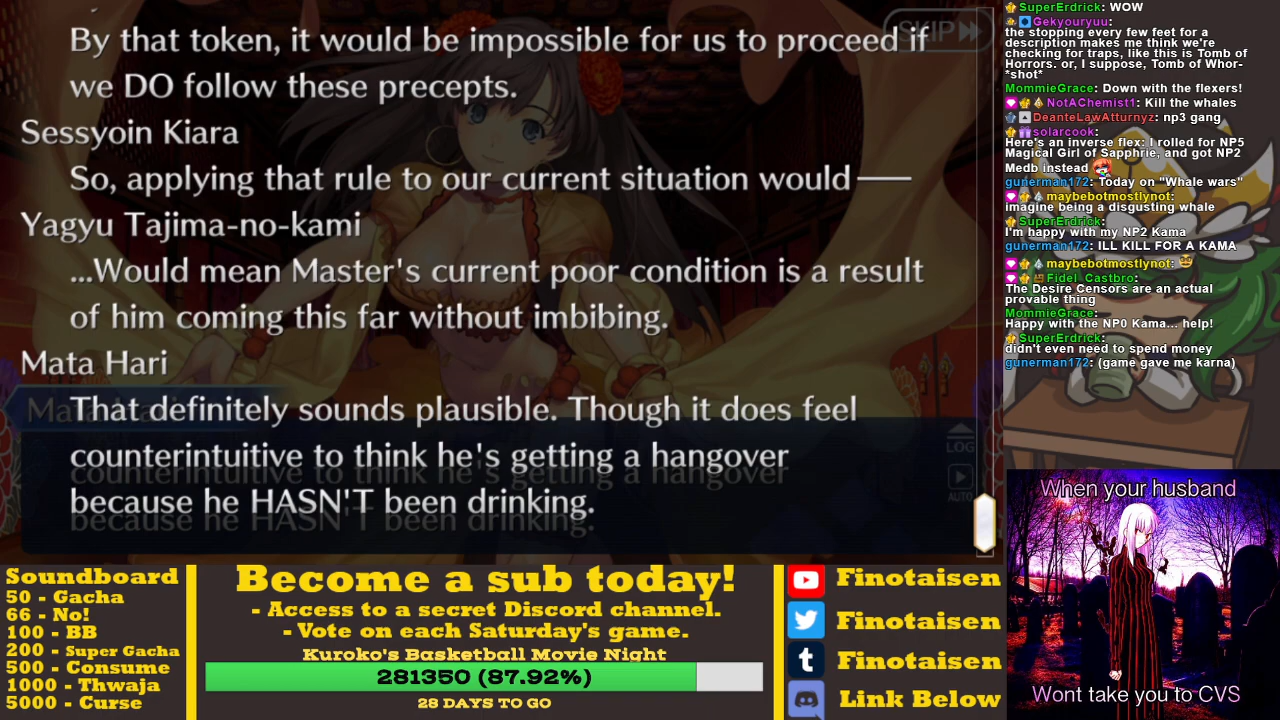 By that token, it would be impossible for us to proceed if
we DO follow these precepts.
Sessyoin Kiara
So, applying that rule to our current situation would——
Yagyu Tajima-no-kami
...Would mean Master's current poor condition is a result
of him coming this far without imbibing.
Mata Hari
That definitely sounds plausible. Though it does feel
counterintuitive to think he's getting a hangover
because he HASN'T been drinking.
SKIP
LOG
AUTO
SuperErdrick: WOW
Gekyouryuu:
the stopping every few feet for a
description makes me think we're
checking for traps, like this is Tomb of
Horrors. or, I suppose, Tomb of Whor-
*shot*
MommieGrace: Down with the flexers!
NotAChemist1: Kill the whales
DeanteLawAtturnyz: np3 gang
solarcook:
Here's an inverse flex: I rolled for NP5
Magical Girl of Sapphrie, and got NP2
Medb instead
gunerman172: Today on "Whale wars"
maybebotmostlynot:
imagine being a disgusting whale
SuperErdrick:
I'm happy with my NP2 Kama
gunerman172: ILL KILL FOR A KAMA
maybebotmostlynot:
Fidel_Castbro:
The Desire Censors are an actual
provable thing
MommieGrace:
Happy with the NP0 Kama... help!
SuperErdrick:
didn't even need to spend money
gunerman172: (game gave me karna)
When your husband
Wont take you to CVS
Soundboard
50 - Gacha
66 - No!
100 - BB
200 - Super Gacha
500 - Consume
1000 - Thwaja
5000 - Curse
Become a sub today!
- Access to a secret Discord channel.
- Vote on each Saturday's game.
Kuroko's Basketball Movie Night
281350 (87.92%)
28 DAYS TO GO
Finotaisen
Finotaisen
Finotaisen
Link Below